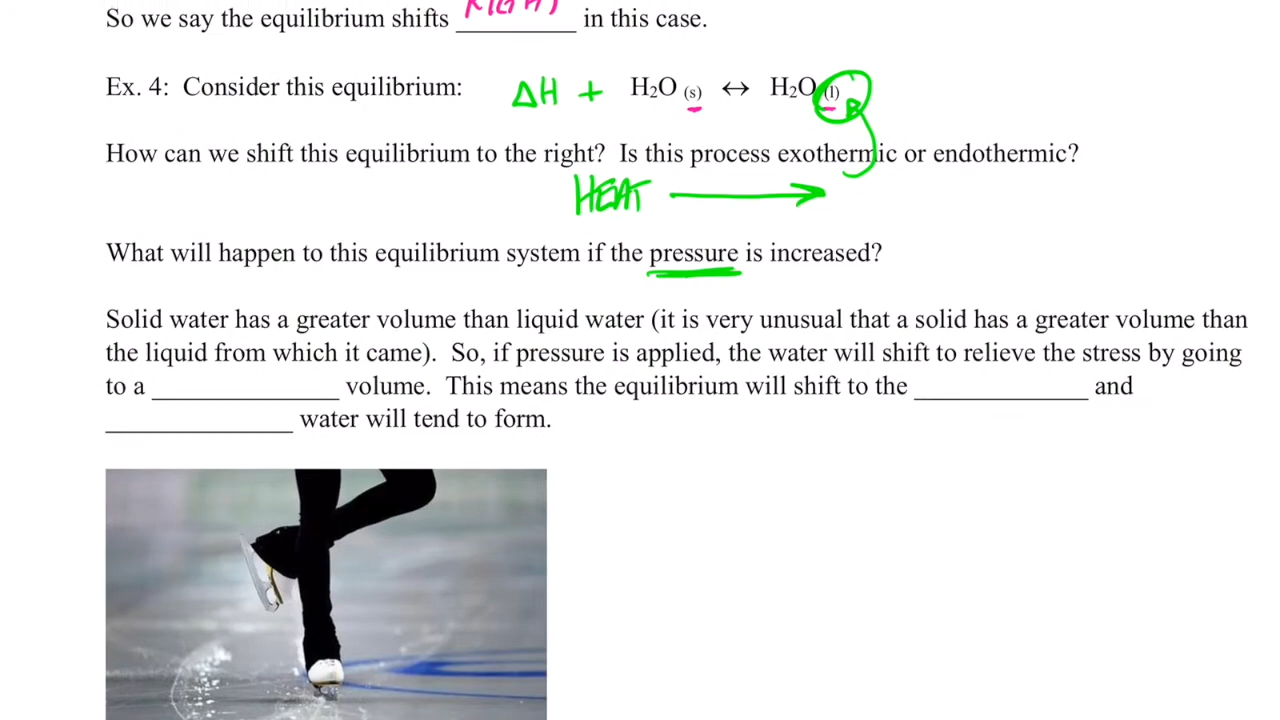 So we say the equilibrium shifts RIGHT in this case.
Ex. 4: Consider this equilibrium: ΔH + H₂O (s) ↔ H₂O (l)
How can we shift this equilibrium to the right? Is this process exothermic or endothermic?
HEAT
What will happen to this equilibrium system if the pressure is increased?
Solid water has a greater volume than liquid water (it is very unusual that a solid has a greater volume than
the liquid from which it came). So, if pressure is applied, the water will shift to relieve the stress by going
to a ________________ volume. This means the equilibrium will shift to the _______________ and
________________ water will tend to form.